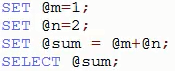 SET @m=1;
SET @n=2;
SET @sum = @m+@n;
SELECT @sum;